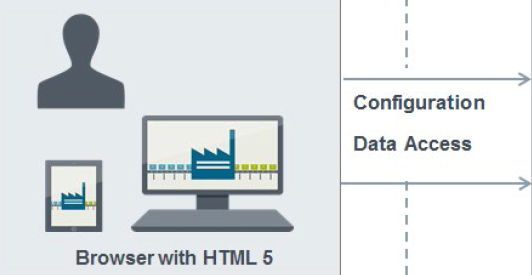 Configuration
Data Access
Browser with HTML 5